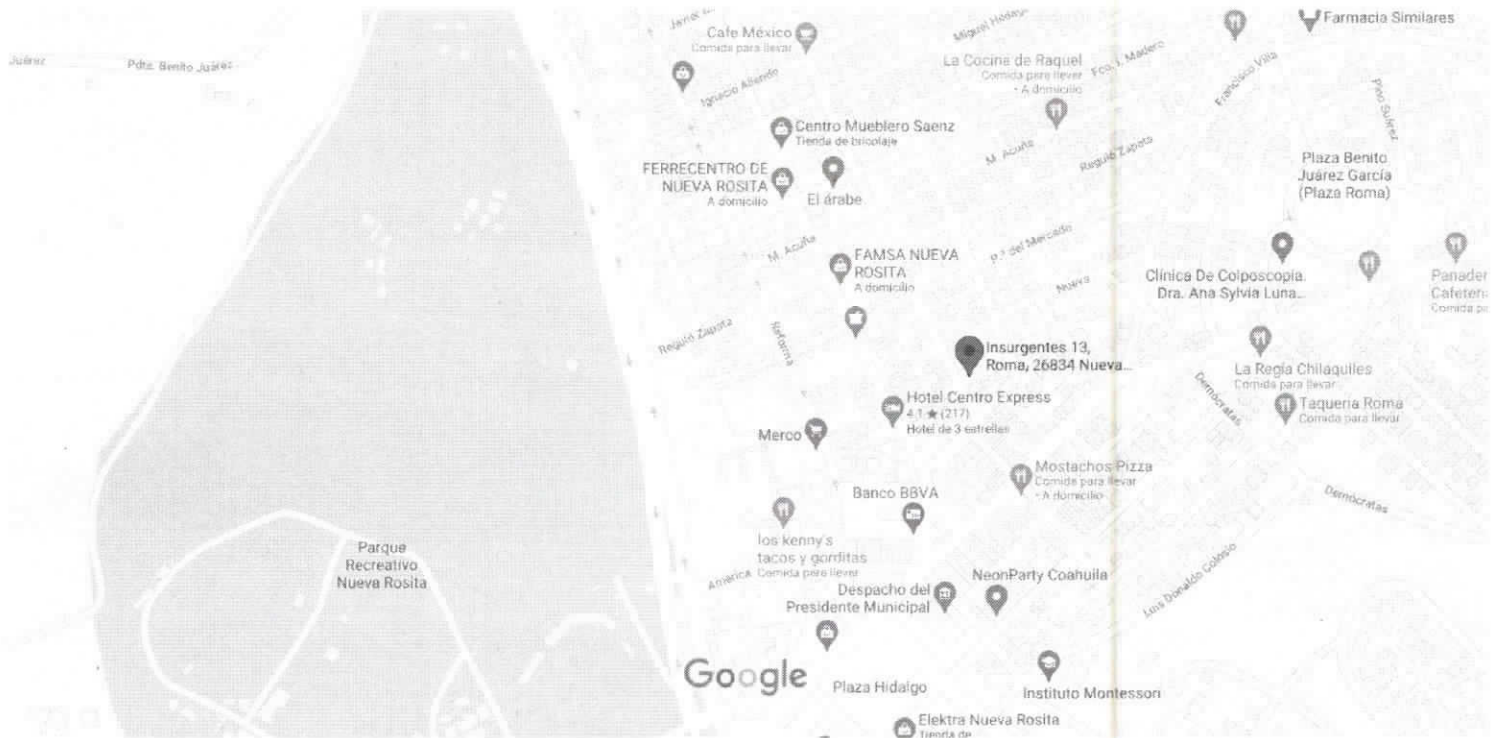 Juárez
Pdte. Benito Juárez
Cafe México
Comida para llevar
Ignacio Allende
Miguel Hidalgo
Farmacia Similares
La Cocina de Raquel
Comida para llevar
• A domicilio
Fco. I. Madero
Francisco Villa
Pino Suárez
Centro Mueblero Saenz
Tienda de bricolaje
M. Acuña
Regulo Zapata
FERRECENTRO DE
NUEVA ROSITA
A domicilio
El árabe
Plaza Benito
Juárez García
(Plaza Roma)
M. Acuña
P.º del Mercado
FAMSA NUEVA
ROSITA
A domicilio
Nueva
Clínica De Colposcopia.
Dra. Ana Sylvia Luna...
Panader
Cafeter
Comida pa
Regulo Zapata
Reforma
Insurgentes 13,
Roma, 26834 Nueva...
La Regia Chilaquiles
Comida para llevar
Demócratas
Taqueria Roma
Comida para llevar
Hotel Centro Express
4.1 ★ (217)
Hotel de 3 estrellas
Merco
Mostachos Pizza
Comida para llevar
• A domicilio
Banco BBVA
Demócratas
los kenny's
tacos y gorditas
Comida para llevar
América
Parque
Recreativo
Nueva Rosita
Despacho del
Presidente Municipal
NeonParty Coahuila
Luis Donaldo Colosio
Google
Plaza Hidalgo
Instituto Montessori
Elektra Nueva Rosita
Tienda de